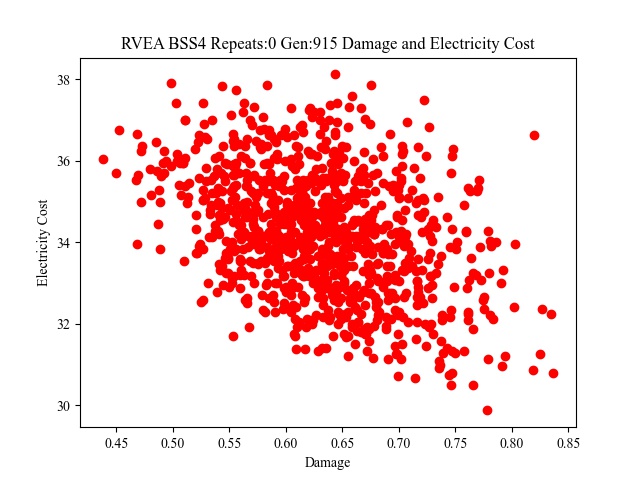 RVEA BSS4 Repeats:0 Gen:915 Damage and Electricity Cost
38
36
34
32
30
Electricity Cost
0.45 0.50 0.55 0.60 0.65 0.70 0.75 0.80 0.85
Damage